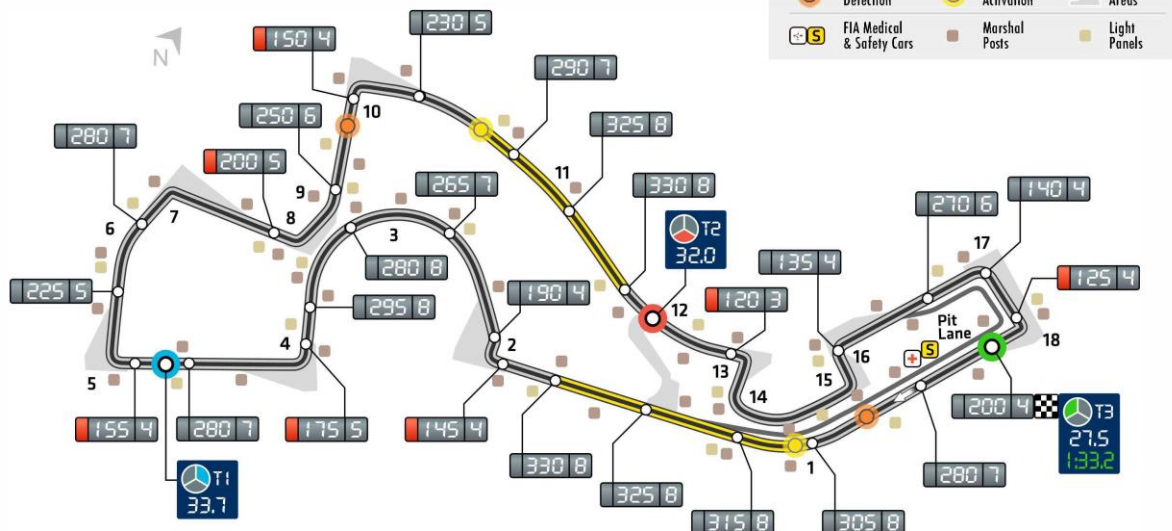 Detection
Activation
Areas
FIA Medical
& Safety Cars
S
Marshal
Posts
Light
Panels
N
230 5
150 4
290 7
10
250 6
325 8
280 7
11
200 5
9
265 7
330 8
140 4
270 6
7
8
3
T2
32.0
17
6
135 4
280 8
125 4
225 5
190 4
120 3
12
295 8
Pit
Lane
S
4
2
16
18
13
5
15
14
200 4
T3
27.5
1:33.2
155 4
280 7
175 5
145 4
1
280 7
330 8
T1
33.7
325 8
315 8
305 8